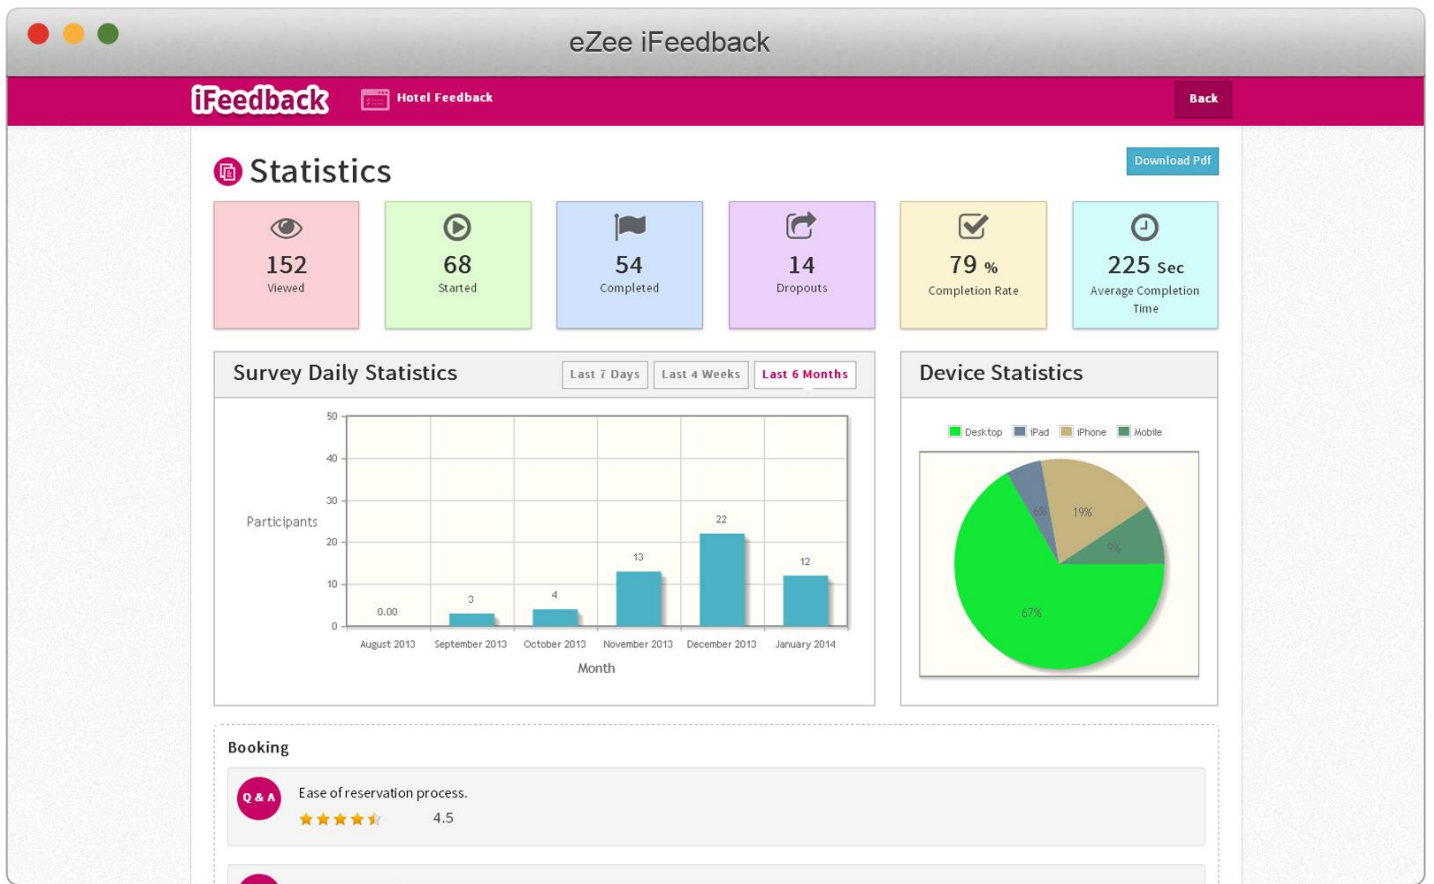 eZee iFeedback
iFeedback
Hotel Feedback
Back
Statistics
Download Pdf
152
Viewed
68
Started
54
Completed
14
Dropouts
79 %
Completion Rate
225 Sec
Average Completion
Time
Survey Daily Statistics
Last 7 Days
Last 4 Weeks
Last 6 Months
50
40
30
20
10
0
Participants
0.00
3
4
13
22
12
August 2013
September 2013
October 2013
November 2013
December 2013
January 2014
Month
Device Statistics
Desktop
iPad
iPhone
Mobile
6%
19%
9%
67%
Booking
Q & A
Ease of reservation process.
4.5